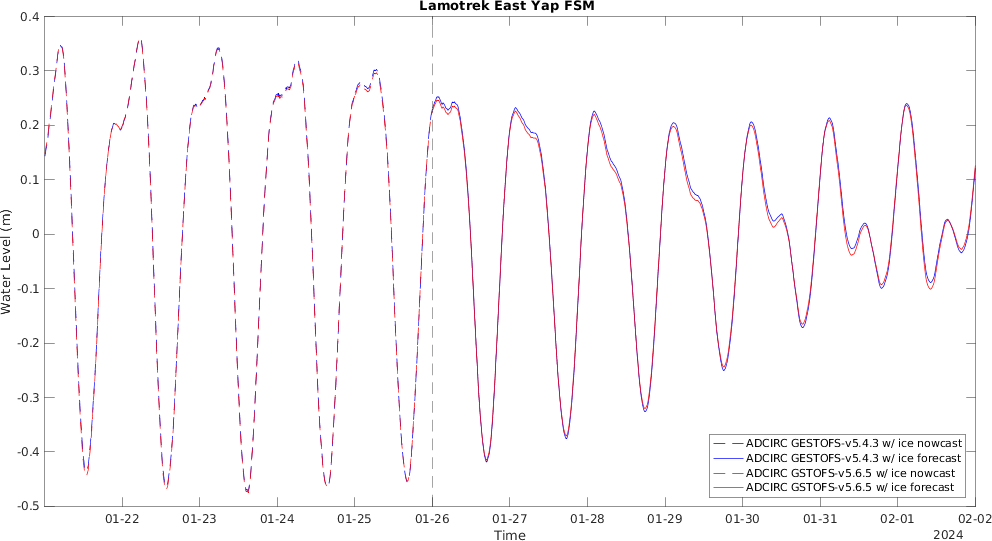 Lamotrek East Yap FSM
0.4
0.3
0.2
0.1
0
-0.1
-0.2
-0.3
-0.4
-0.5
Water Level (m)
01-22 01-23 01-24 01-25 01-26 01-27 01-28 01-29 01-30 01-31 02-01 02-02
Time
2024
ADCIRC GESTOFS-v5.4.3 w/ ice nowcast
ADCIRC GESTOFS-v5.4.3 w/ ice forecast
ADCIRC GSTOFS-v5.6.5 w/ ice nowcast
ADCIRC GSTOFS-v5.6.5 w/ ice forecast